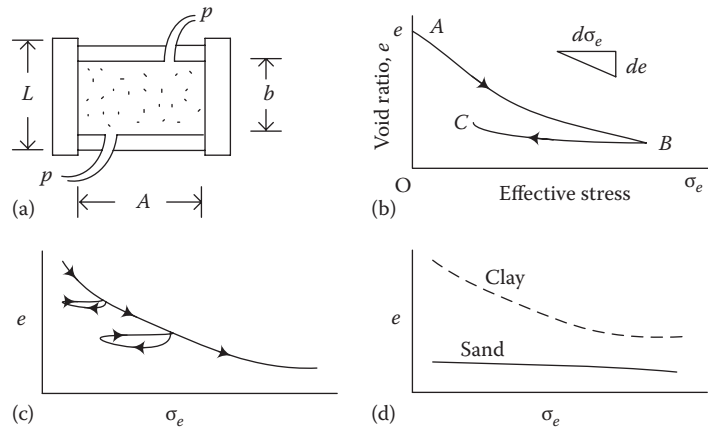 p
L
b
p
A
(a)
Void ratio, e
e
A
dσe
de
C
B
O
Effective stress
σe
(b)
e
(c)
σe
Clay
e
Sand
(d)
σe